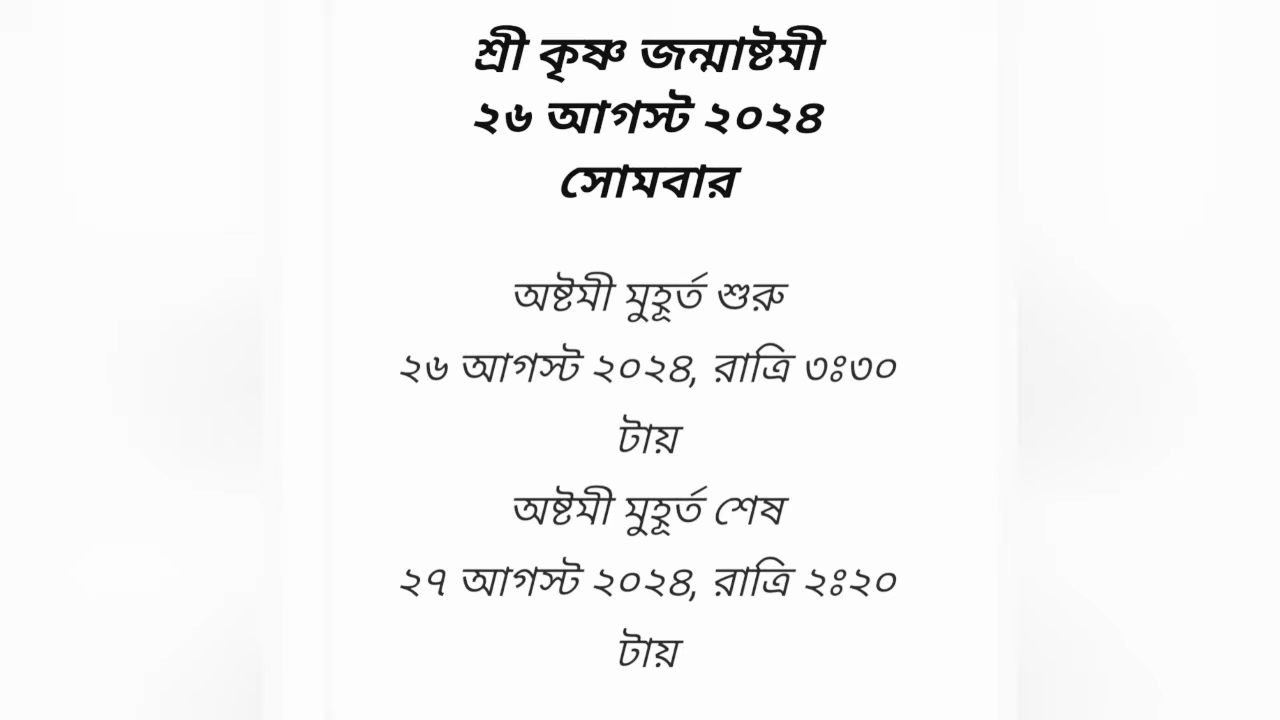 শ্রী কৃষ্ণ জন্মাষ্টমী
২৬ আগস্ট ২০২৪
সোমবার
অষ্টমী মুহূর্ত শুরু
২৬ আগস্ট ২০২৪, রাত্রি ৩ঃ৩০
টায়
অষ্টমী মুহূর্ত শেষ
২৭ আগস্ট ২০২৪, রাত্রি ২ঃ২০
টায়